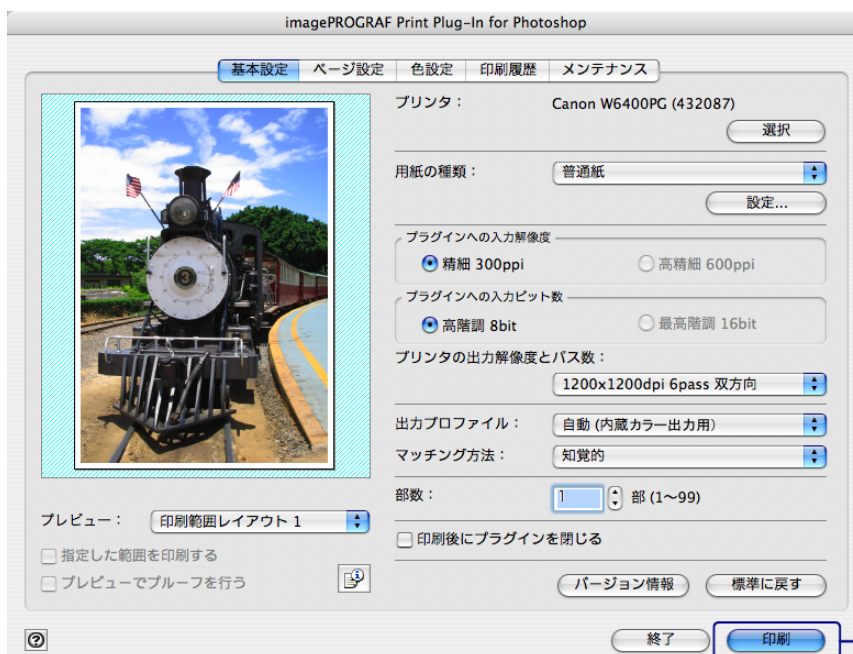 imagePROGRAF Print Plug-In for Photoshop
基本設定 ページ設定 色設定 印刷履歴 メンテナンス
プリンタ： Canon W6400PG (432087)
選択
用紙の種類： 普通紙
設定...
プラグインへの入力解像度
精細 300ppi 高精細 600ppi
プラグインへの入力ビット数
高階調 8bit 最高階調 16bit
プリンタの出力解像度とパス数：
1200x1200dpi 6pass 双方向
出力プロファイル： 自動 (内蔵カラー出力用)
マッチング方法： 知覚的
部数： 1 部 (1〜99)
印刷後にプラグインを閉じる
バージョン情報 標準に戻す
プレビュー： 印刷範囲レイアウト 1
指定した範囲を印刷する
プレビューでプルーフを行う
3
3
? 終了 印刷